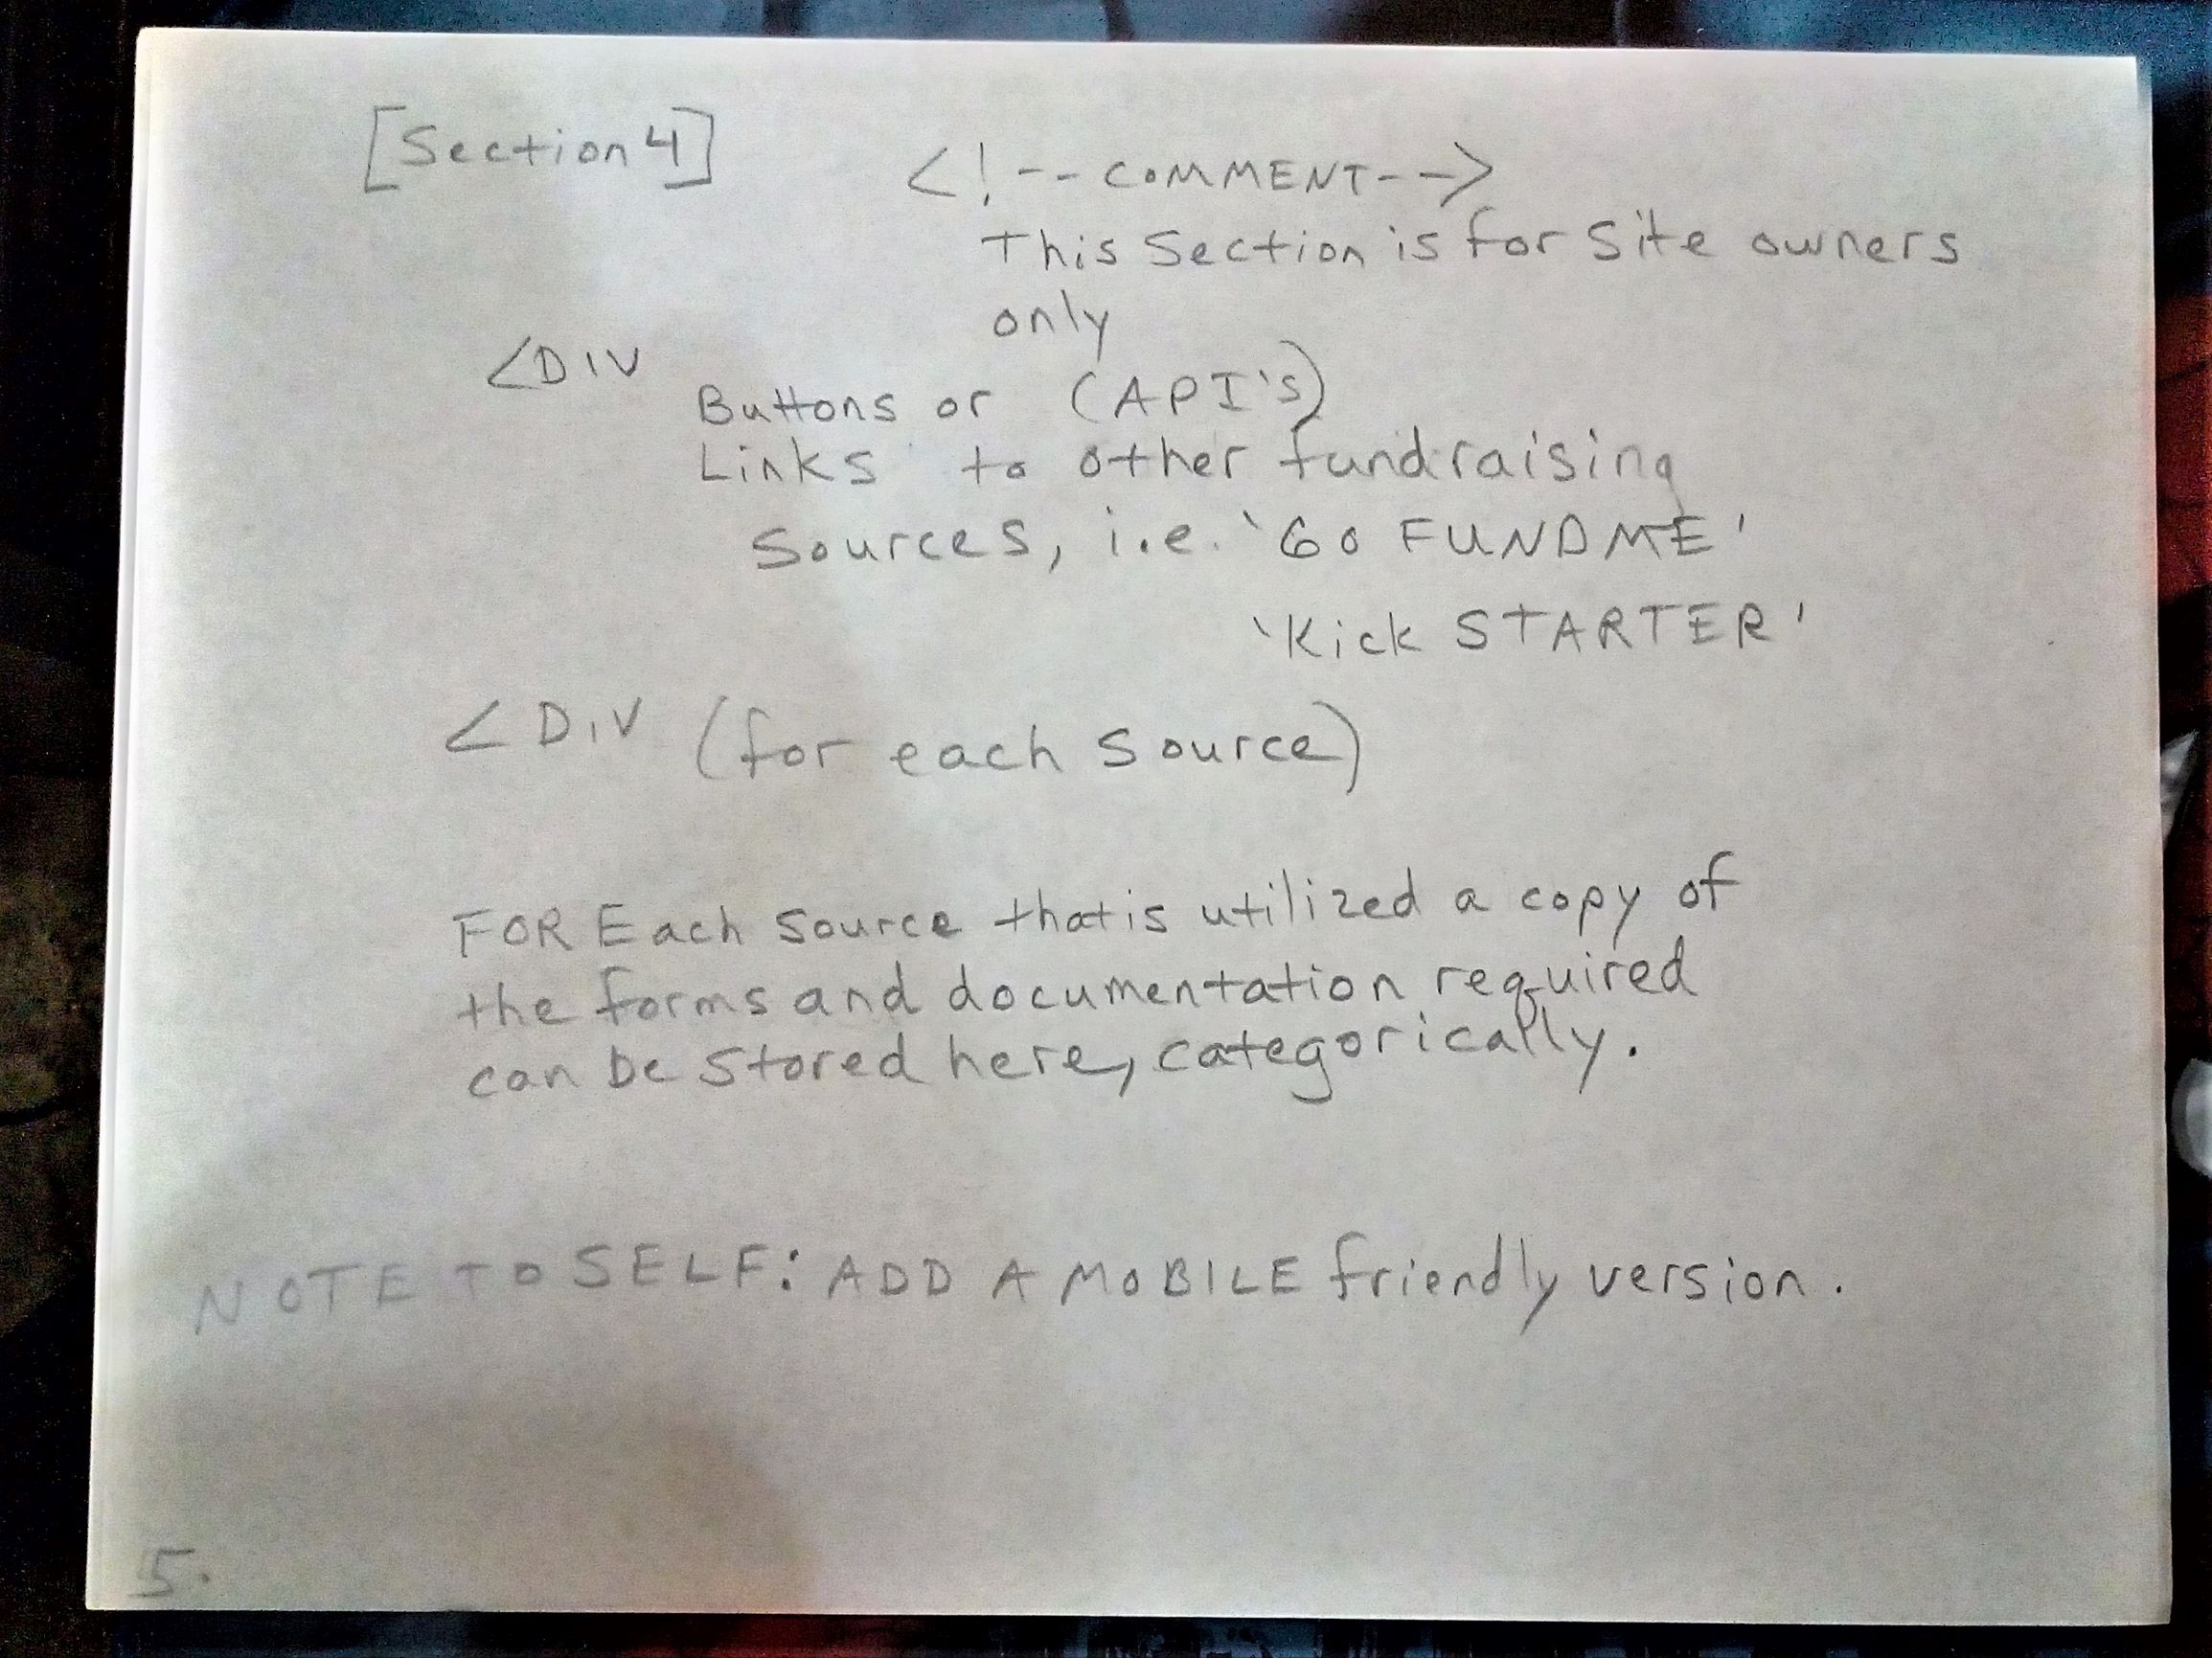 [Section 4]
<!--COMMENT-->
This Section is for Site owners
only
<DIV
Buttons or (API's)
Links to other fundraising
Sources, i.e. 'GO FUNDME'
'Kick STARTER'
<DIV (for each source)
FOR Each source that is utilized a copy of
the forms and documentation required
can be stored here, categorically.
NOTE TO SELF: ADD A MOBILE friendly version.
5.